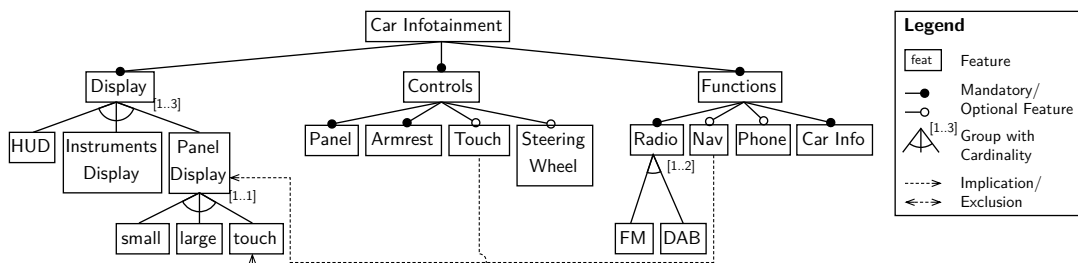 Car Infotainment
Display
[1..3]
Controls
Functions
HUD
Instruments
Display
Panel
Display
[1..1]
small
large
touch
Panel
Armrest
Touch
Steering
Wheel
Radio
[1..2]
Nav
Phone
Car Info
FM
DAB
Legend
feat
Feature
Mandatory/
Optional Feature
[1..3]
Group with
Cardinality
Implication/
Exclusion